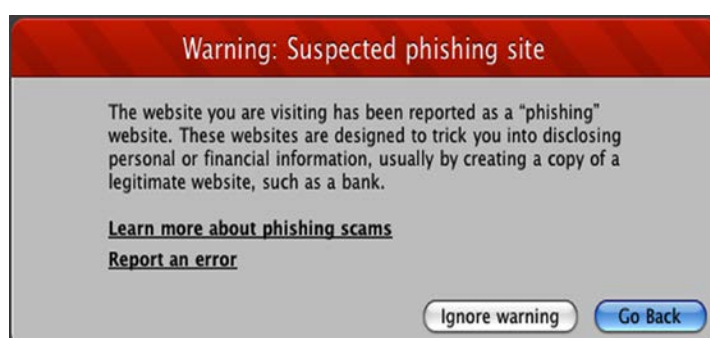 Warning: Suspected phishing site
The website you are visiting has been reported as a “phishing”
website. These websites are designed to trick you into disclosing
personal or financial information, usually by creating a copy of a
legitimate website, such as a bank.
Learn more about phishing scams
Report an error
Ignore warning
Go Back